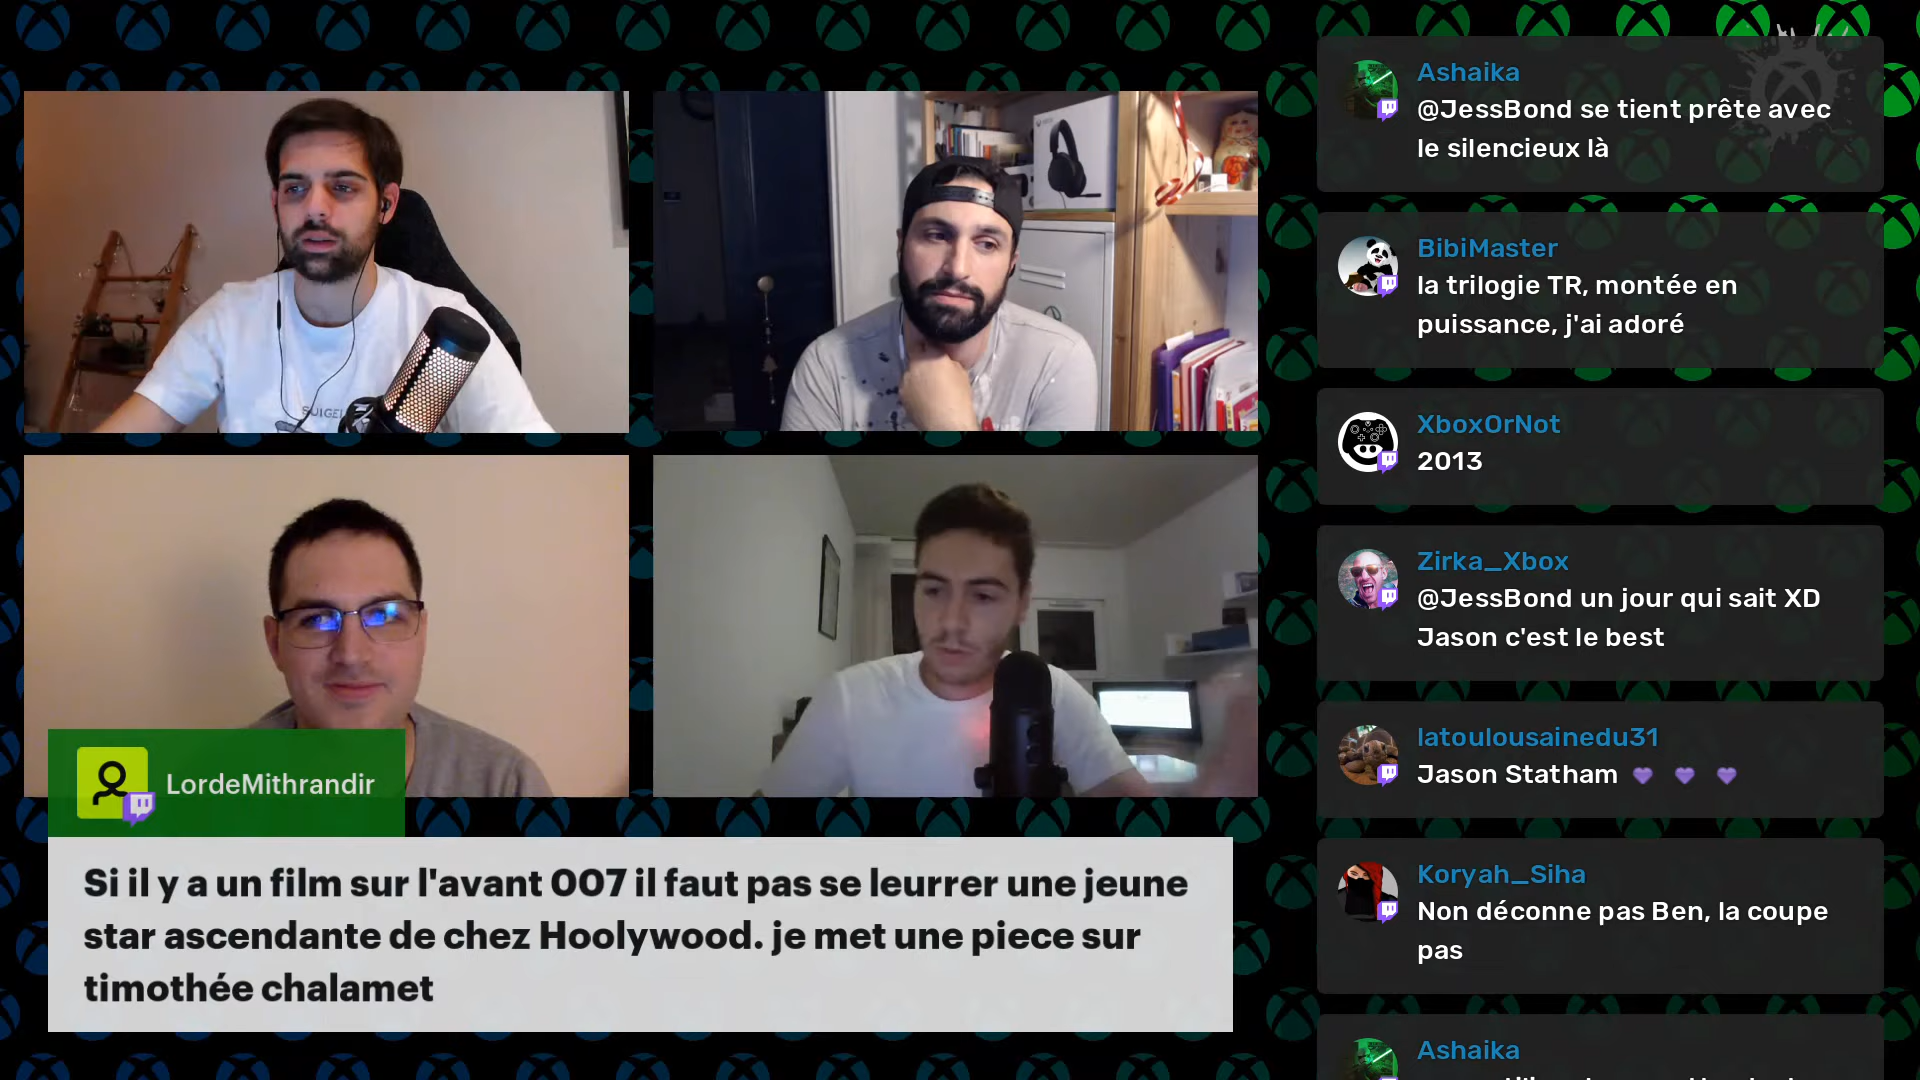 Ashaika
@JessBond se tient prête avec
le silencieux là
BibiMaster
la trilogie TR, montée en
puissance, j'ai adoré
XboxOrNot
2013
Zirka_Xbox
@JessBond un jour qui sait XD
Jason c'est le best
latoulousainedu31
Jason Statham
Koryah_Siha
Non déconne pas Ben, la coupe
pas
Ashaika
LordeMithrandir
Si il y a un film sur l'avant 007 il faut pas se leurrer une jeune
star ascendante de chez Hoolywood. je met une piece sur
timothée chalamet